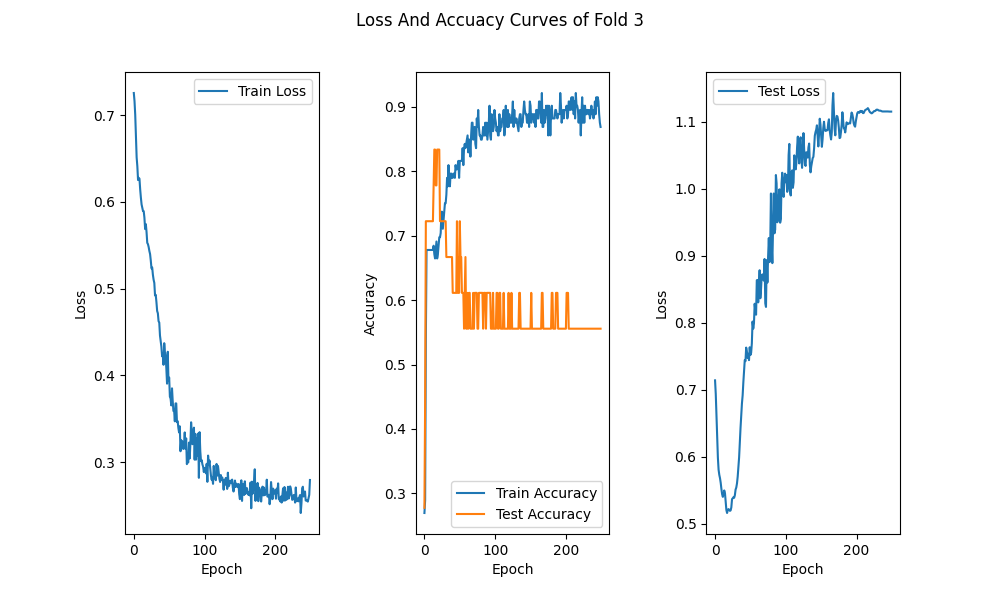 Loss And Accuacy Curves of Fold 3
Train Loss
0.7
0.6
0.5
0.4
0.3
Loss
0
100
200
Epoch
0.9
0.8
0.7
0.6
0.5
0.4
0.3
Accuracy
Train Accuracy
Test Accuracy
0
100
200
Epoch
Test Loss
1.1
1.0
0.9
0.8
0.7
0.6
0.5
Loss
0
100
200
Epoch